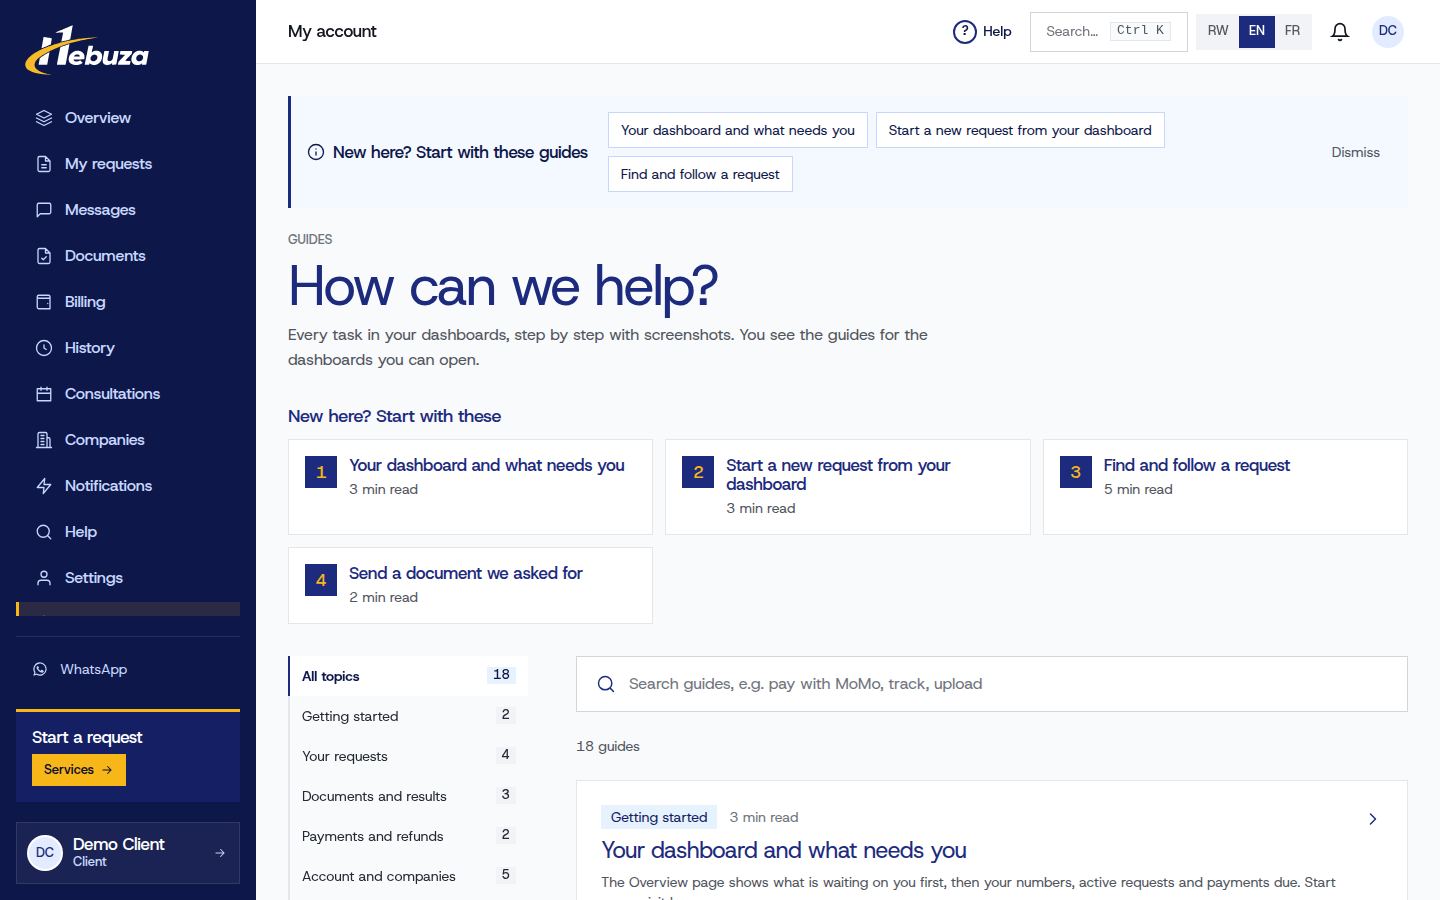 Hebuza
Overview
My requests
Messages
Documents
Billing
History
Consultations
Companies
Notifications
Help
Settings
WhatsApp
Start a request
Services →
DC
Demo Client
Client
My account
? Help
Search... Ctrl K
RW EN FR
DC
New here? Start with these guides
Your dashboard and what needs you
Start a new request from your dashboard
Find and follow a request
Dismiss
GUIDES
How can we help?
Every task in your dashboards, step by step with screenshots. You see the guides for the
dashboards you can open.
New here? Start with these
1 Your dashboard and what needs you
3 min read
2 Start a new request from your
dashboard
3 min read
3 Find and follow a request
5 min read
4 Send a document we asked for
2 min read
All topics 18
Getting started 2
Your requests 4
Documents and results 3
Payments and refunds 2
Account and companies 5
Search guides, e.g. pay with MoMo, track, upload
18 guides
Getting started 3 min read
Your dashboard and what needs you
The Overview page shows what is waiting on you first, then your numbers, active requests and payments due. Start